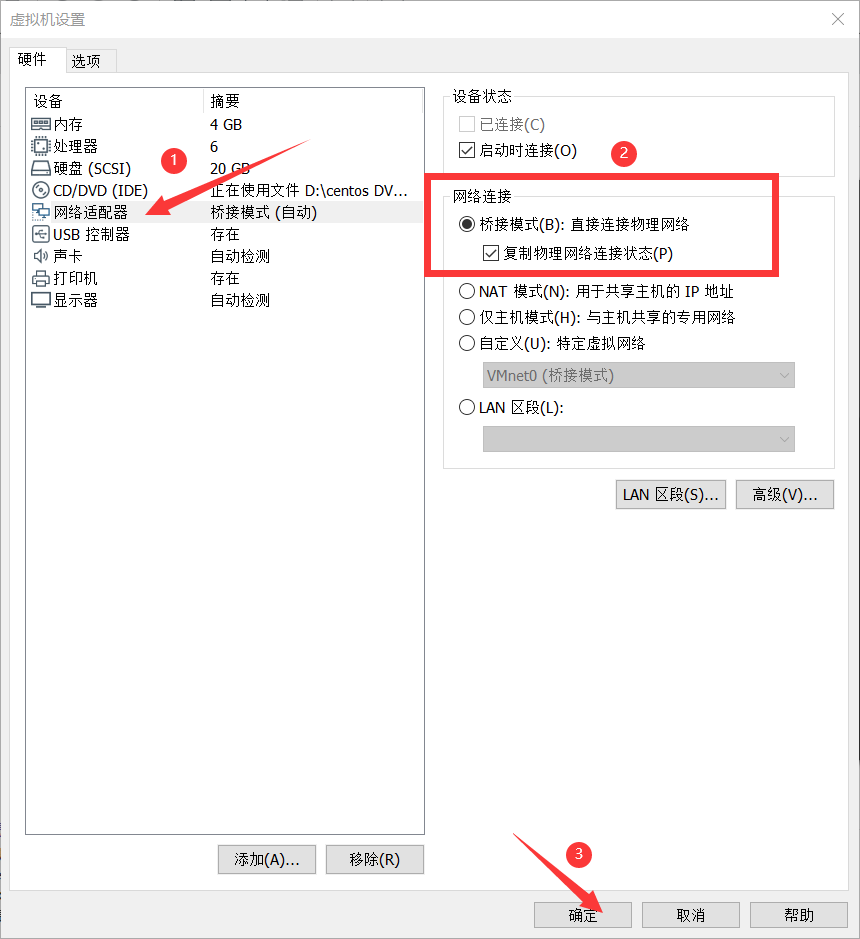 虚拟机设置
硬件 选项
设备 摘要
内存 4 GB
处理器 6
硬盘 (SCSI) 20 GB
CD/DVD (IDE) 正在使用文件 D:\centos DV...
网络适配器 桥接模式 (自动)
USB 控制器 存在
声卡 自动检测
打印机 存在
显示器 自动检测
1
添加(A)... 移除(R)
设备状态
已连接(C)
启动时连接(O)
2
网络连接
桥接模式(B): 直接连接物理网络
复制物理网络连接状态(P)
NAT 模式(N): 用于共享主机的 IP 地址
仅主机模式(H): 与主机共享的专用网络
自定义(U): 特定虚拟网络
VMnet0 (桥接模式)
LAN 区段(L):
LAN 区段(S)... 高级(V)...
3
确定 取消 帮助